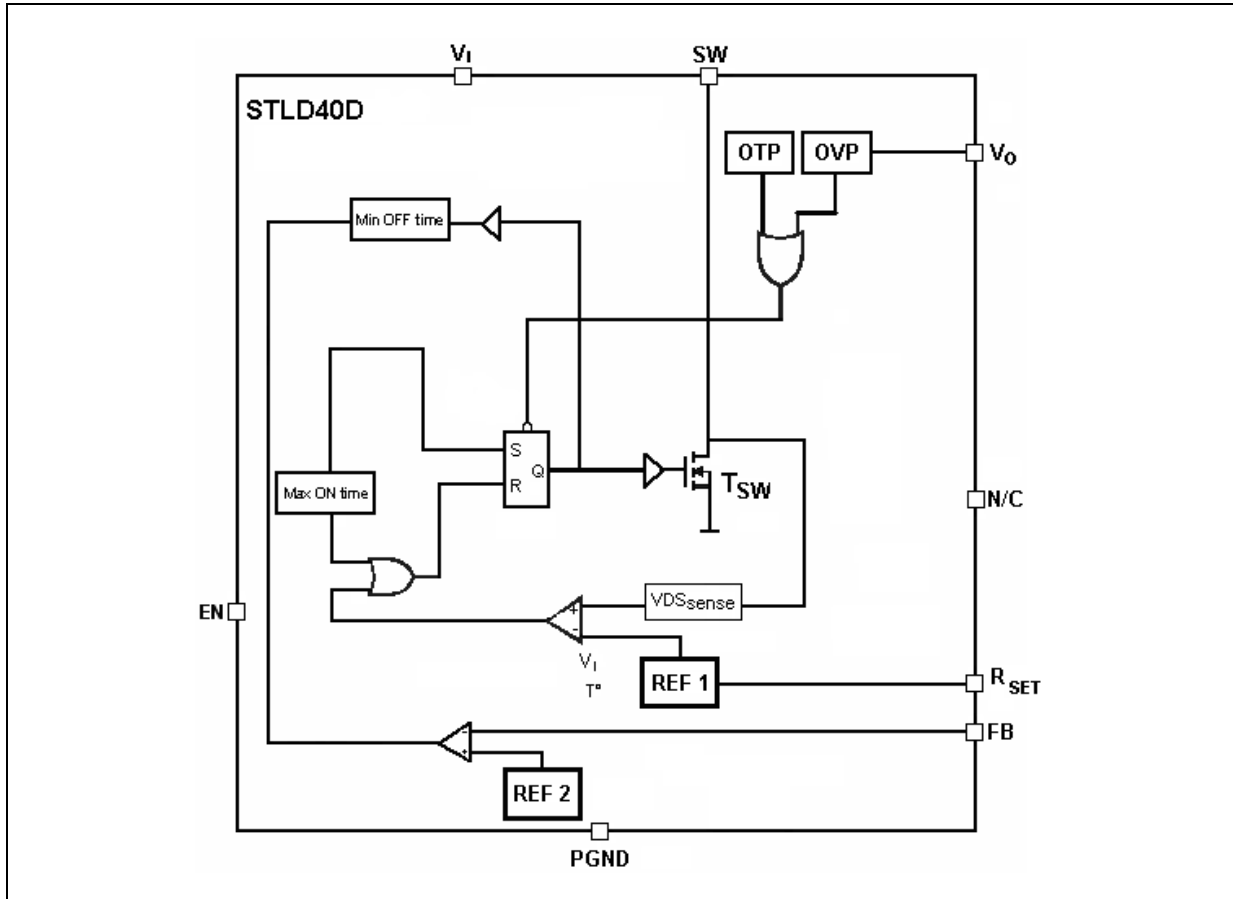 VI
SW
STLD40D
OTP
OVP
VO
Min OFF time
S
Q
R
TSW
Max ON time
N/C
EN
+
-
VDSsense
VI
T°
REF 1
R SET
-
+
FB
REF 2
PGND